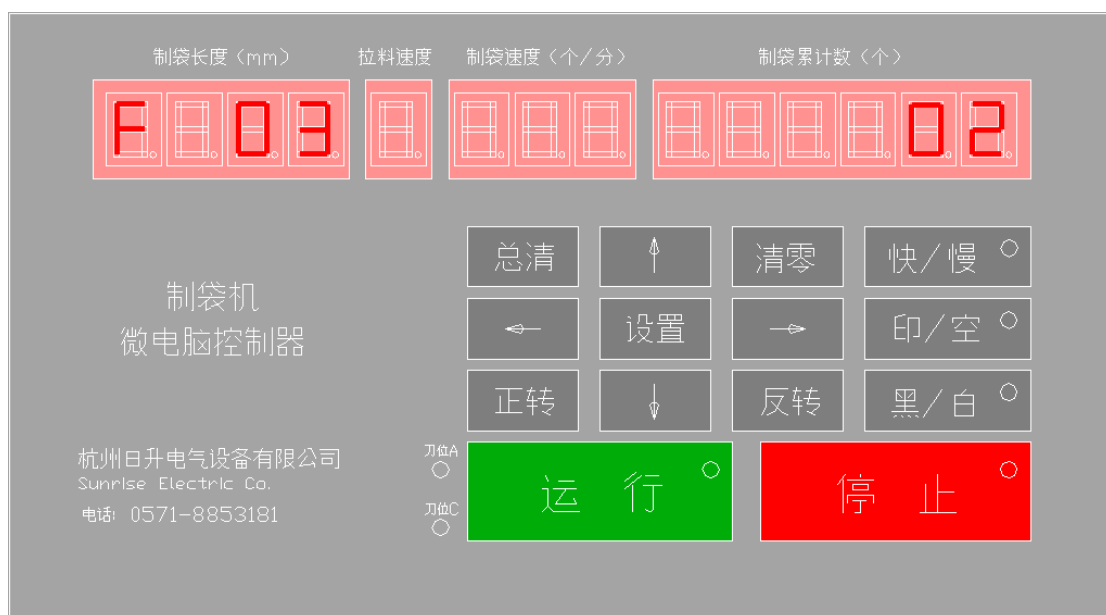 制袋长度（mm） 拉料速度 制袋速度（个/分） 制袋累计数（个）
F 03 02
总清 ↑ 清零 快/慢
制袋机
← 设置 → 印/空
微电脑控制器
正转 ↓ 反转 黑/白
杭州日升电气设备有限公司
刀位A
Sunrise Electric Co.
运 行 停 止
电话: 0571-8853181
刀位C